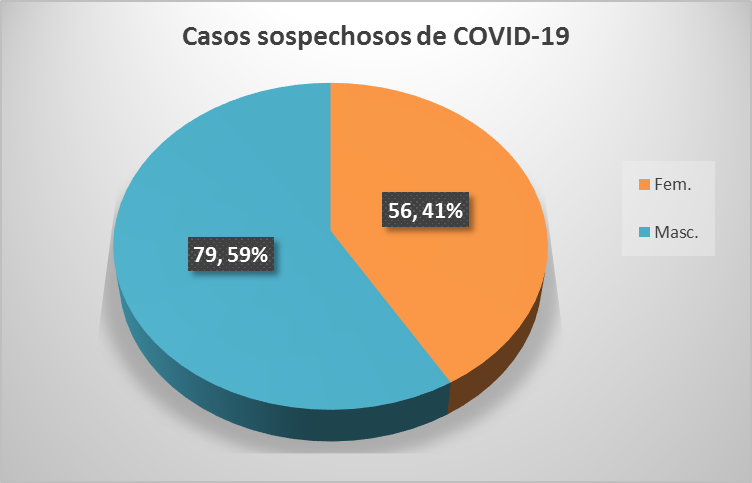 Casos sospechosos de COVID-19
56, 41%
79, 59%
Fem.
Masc.